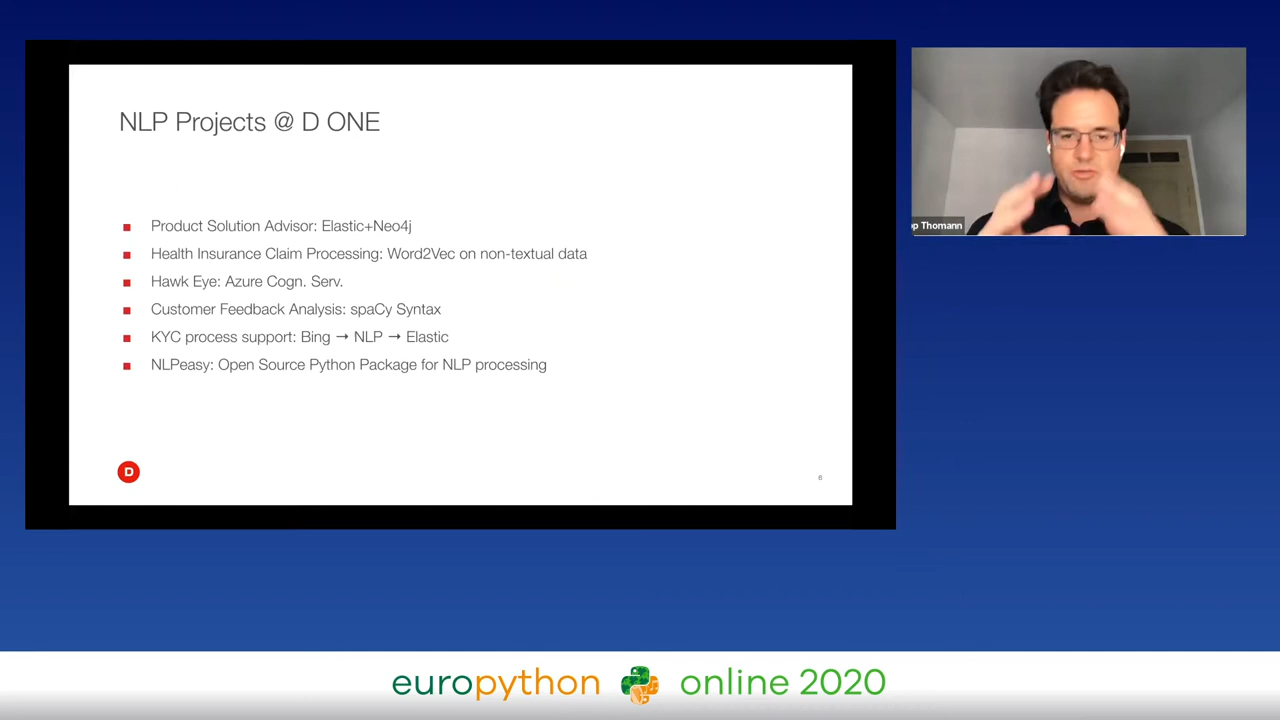 NLP Projects @ D ONE
Product Solution Advisor: Elastic+Neo4j
Health Insurance Claim Processing: Word2Vec on non-textual data
Hawk Eye: Azure Cogn. Serv.
Customer Feedback Analysis: spaCy Syntax
KYC process support: Bing → NLP → Elastic
NLPeasy: Open Source Python Package for NLP processing
D
6
Thomann
europython online 2020